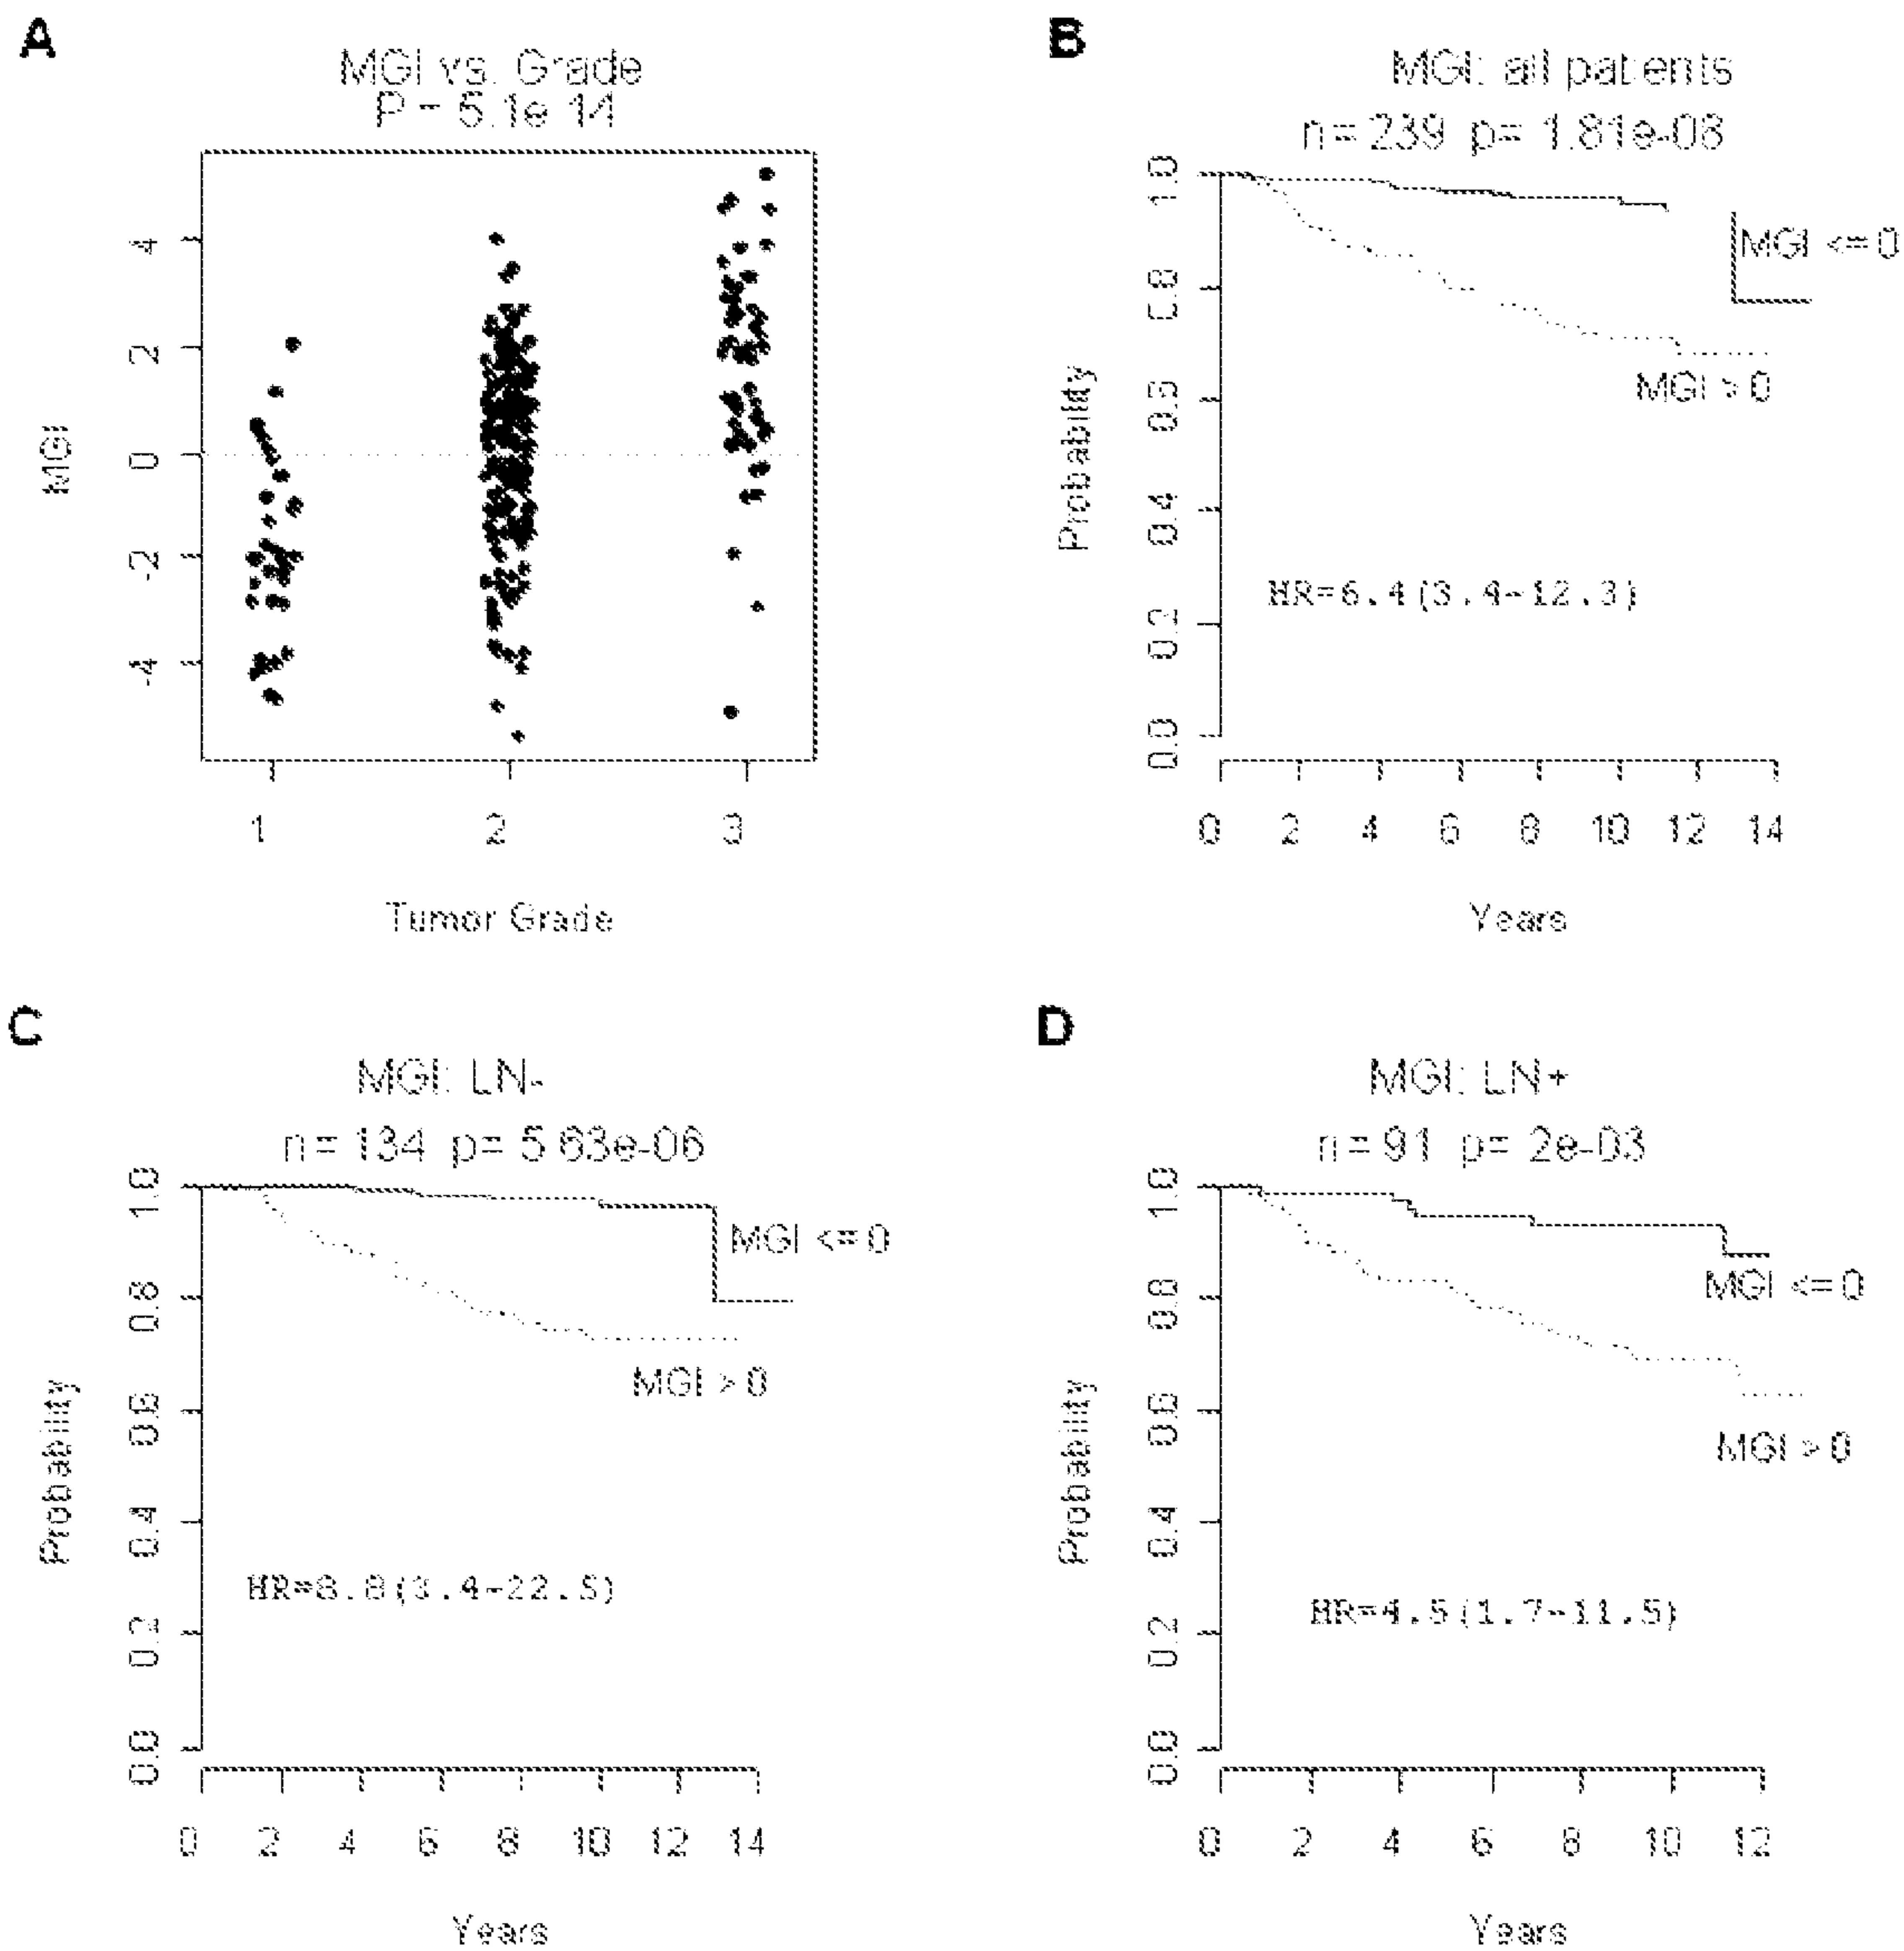 A
MGI vs. Grade
P = 5.1e-14
4
2
0
-2
-4
MGI
1 2 3
Tumor Grade
B
MGI: all patients
n= 239 p= 1.81e-08
1.0
0.8
0.6
0.4
0.2
0.0
Probability
MGI <= 0
MGI > 0
HR=6.4(3.4-12.3)
0 2 4 6 8 10 12 14
Years
C
MGI: LN-
n= 134 p= 5.63e-06
1.0
0.8
0.6
0.4
0.2
0.0
Probability
MGI <= 0
MGI > 0
HR=8.8(3.4-22.5)
0 2 4 6 8 10 12 14
Years
D
MGI: LN+
n= 91 p= 2e-03
1.0
0.8
0.6
0.4
0.2
0.0
Probability
MGI <= 0
MGI > 0
HR=4.5(1.7-11.5)
0 2 4 6 8 10 12
Years